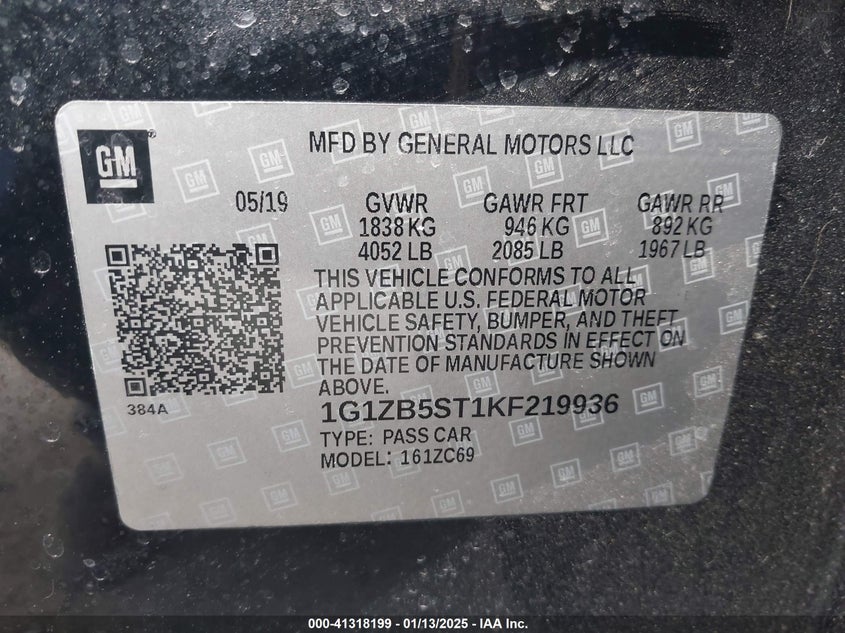 GM
MFD BY GENERAL MOTORS LLC
05/19 GVWR GAWR FRT GAWR RR
1838 KG 946 KG 892 KG
4052 LB 2085 LB 1967 LB
THIS VEHICLE CONFORMS TO ALL
APPLICABLE U.S. FEDERAL MOTOR
VEHICLE SAFETY, BUMPER, AND THEFT
PREVENTION STANDARDS IN EFFECT ON
THE DATE OF MANUFACTURE SHOWN
ABOVE.
384A
1G1ZB5ST1KF219936
TYPE: PASS CAR
MODEL: 161ZC69
000-41318199 - 01/13/2025 - IAA Inc.